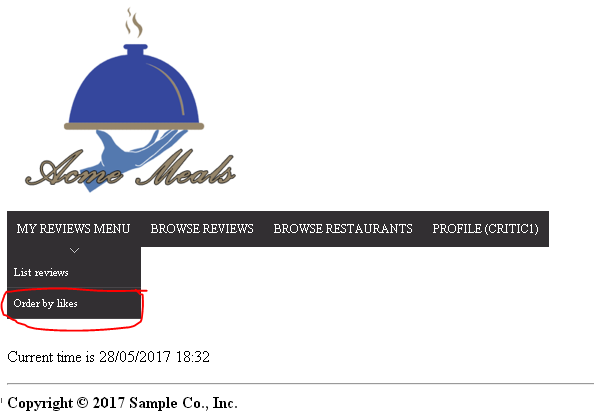 Acme Meals
MY REVIEWS MENU BROWSE REVIEWS BROWSE RESTAURANTS PROFILE (CRITIC1)
List reviews
Order by likes
Current time is 28/05/2017 18:32
Copyright © 2017 Sample Co., Inc.